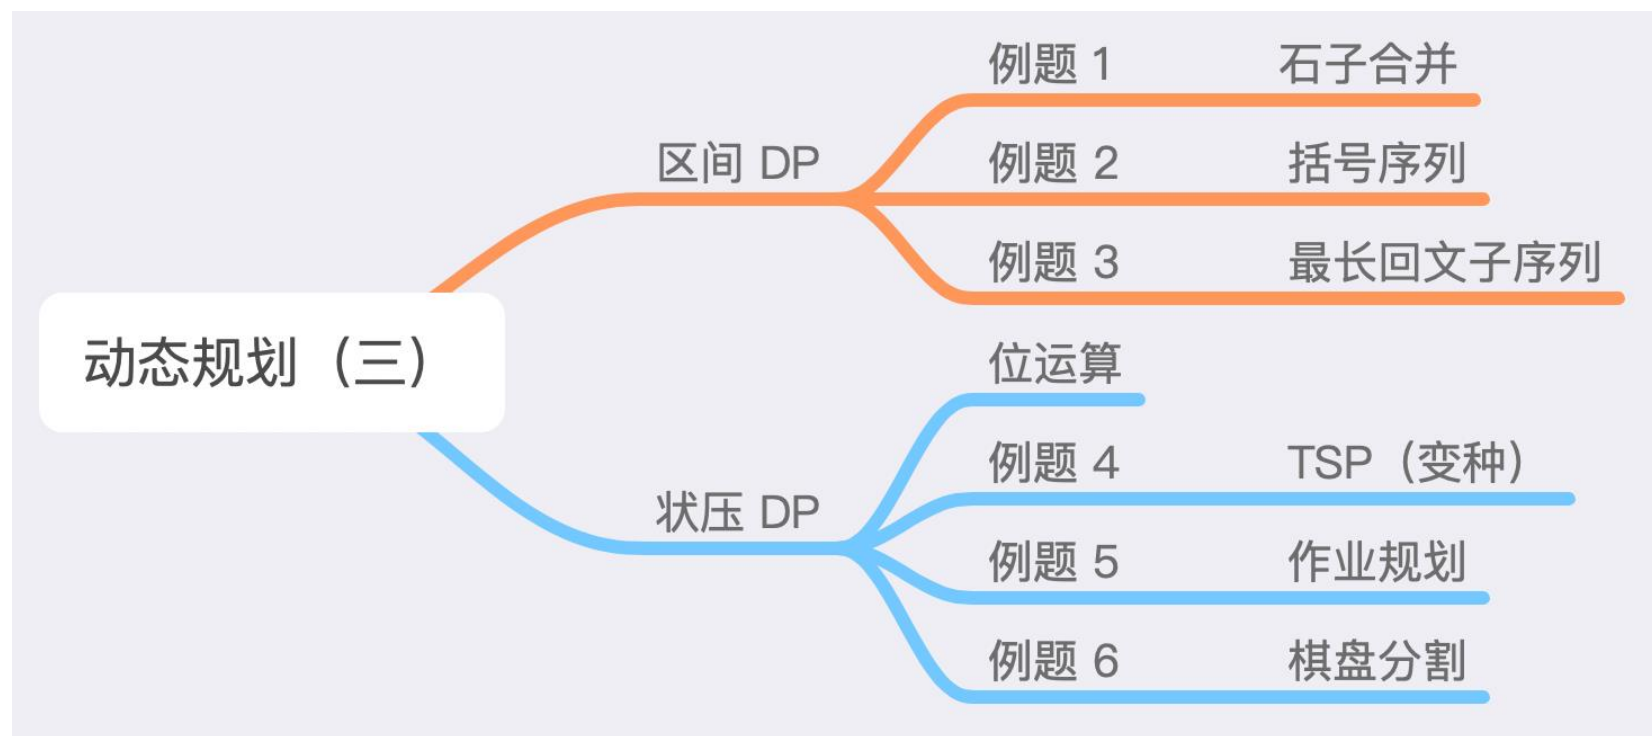 动态规划（三）
区间 DP
例题 1 石子合并
例题 2 括号序列
例题 3 最长回文子序列
状压 DP
位运算
例题 4 TSP（变种）
例题 5 作业规划
例题 6 棋盘分割